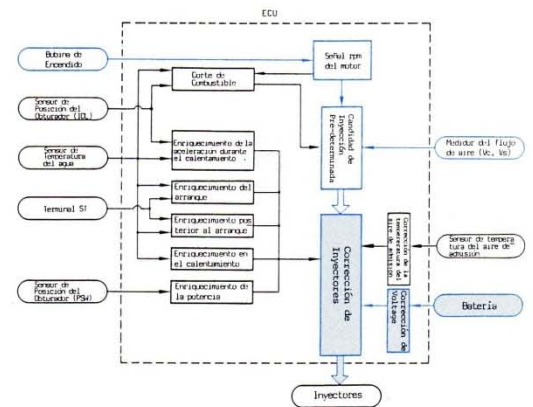 ECU
Bobina de
Encendido
Señal rpm
del motor
Corte de
Combustible
Sensor de
Posición del
Obturador (IDL)
Candidad de
Inyección
Pre-determinada
Enriquecimiento de la
aceleración durante
el calentamiento
Sensor de
Temperatura
del agua
Medidor del flujo
de aire (Vc, Vs)
Enriquecimiento del
arranque
Terminal ST
Enriquecimiento pos
terior al arranque
Corrección de
Inyectores
Corrección de la
temperatura del
aire de admisión
Sensor de tempera
tura del aire de
admisión
Enriquecimiento en
el calentamiento
Sensor de
Posición del
Obturador (PSW)
Enriquecimiento de
la potencia
Corrección de
Voltage
Batería
Inyectores